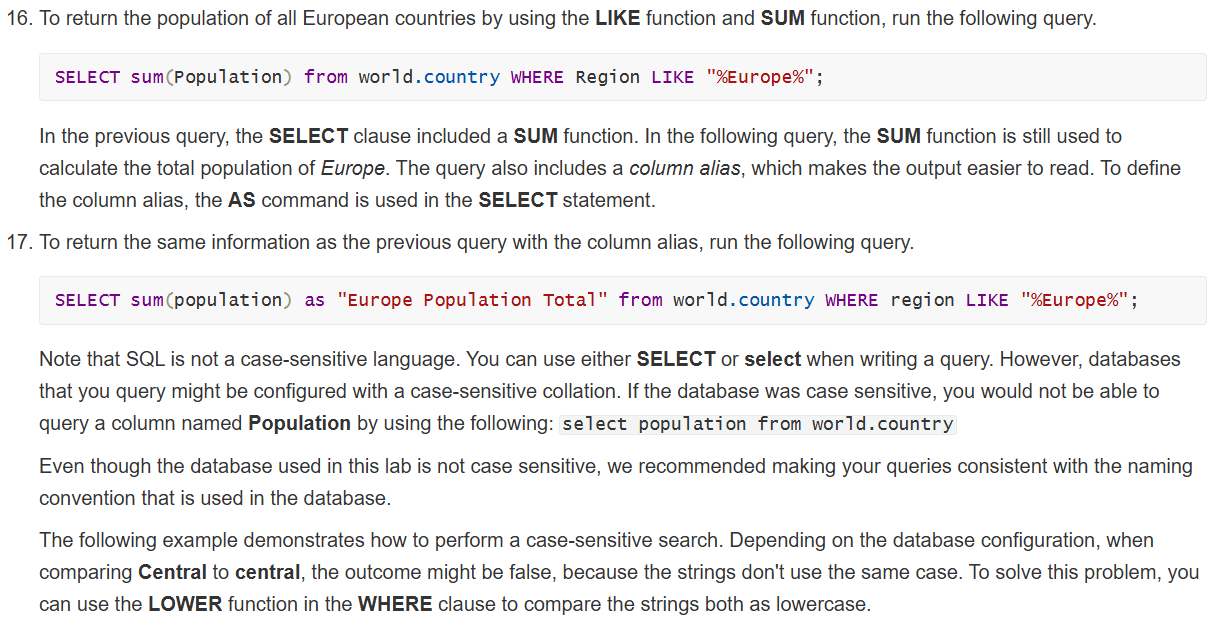 16. To return the population of all European countries by using the LIKE function and SUM function, run the following query.
SELECT sum(Population) from world.country WHERE Region LIKE "%Europe%";
In the previous query, the SELECT clause included a SUM function. In the following query, the SUM function is still used to
calculate the total population of Europe. The query also includes a column alias, which makes the output easier to read. To define
the column alias, the AS command is used in the SELECT statement.
17. To return the same information as the previous query with the column alias, run the following query.
SELECT sum(population) as "Europe Population Total" from world.country WHERE region LIKE "%Europe%";
Note that SQL is not a case-sensitive language. You can use either SELECT or select when writing a query. However, databases
that you query might be configured with a case-sensitive collation. If the database was case sensitive, you would not be able to
query a column named Population by using the following: select population from world.country
Even though the database used in this lab is not case sensitive, we recommended making your queries consistent with the naming
convention that is used in the database.
The following example demonstrates how to perform a case-sensitive search. Depending on the database configuration, when
comparing Central to central, the outcome might be false, because the strings don't use the same case. To solve this problem, you
can use the LOWER function in the WHERE clause to compare the strings both as lowercase.